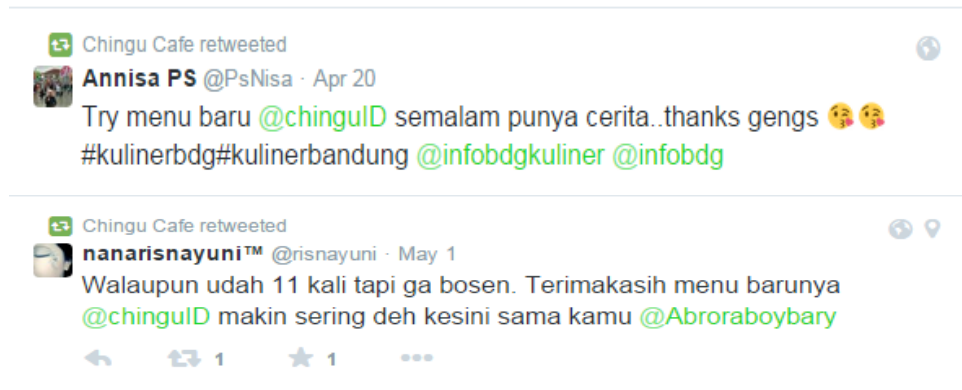 Chingu Cafe retweeted
Annisa PS @PsNisa · Apr 20
Try menu baru @chinguID semalam punya cerita..thanks gengs 😘😘
#kulinerbdg#kulinerbandung @infobdgkuliner @infobdg
Chingu Cafe retweeted
nanarisnayuni™ @risnayuni · May 1
Walaupun udah 11 kali tapi ga bosen. Terimakasih menu barunya
@chinguID makin sering deh kesini sama kamu @Abroraboybary
1 1